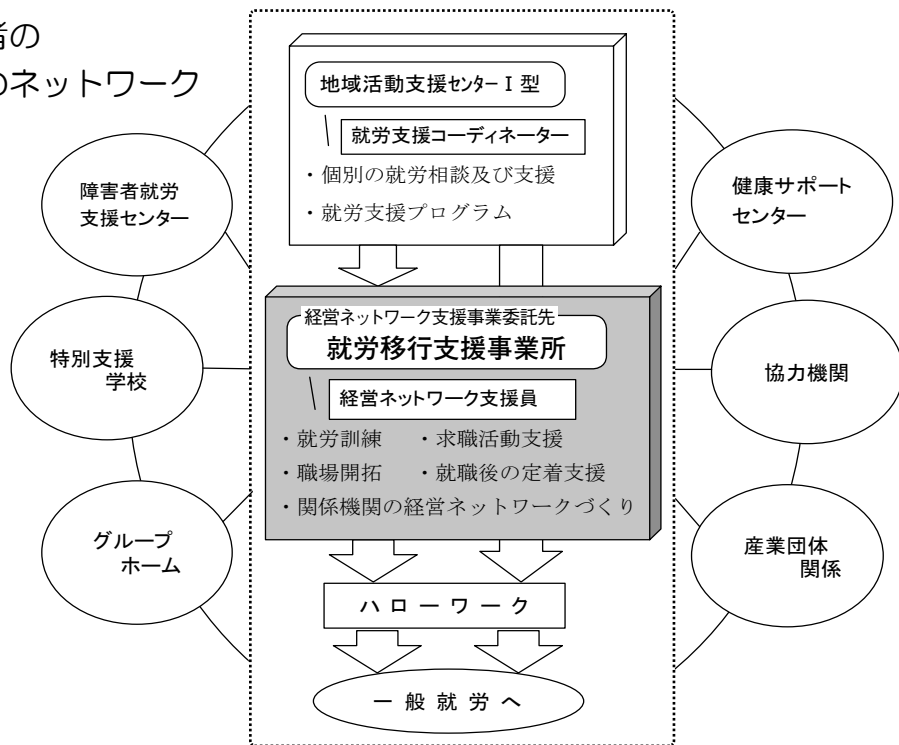 者の
のネットワーク
地域活動支援センターⅠ型
就労支援コーディネーター
・個別の就労相談及び支援
・就労支援プログラム
障害者就労
支援センター
特別支援
学校
グループ
ホーム
経営ネットワーク支援事業委託先
就労移行支援事業所
経営ネットワーク支援員
・就労訓練 ・求職活動支援
・職場開拓 ・就職後の定着支援
・関係機関の経営ネットワークづくり
ハローワーク
一般就労へ
健康サポート
センター
協力機関
産業団体
関係